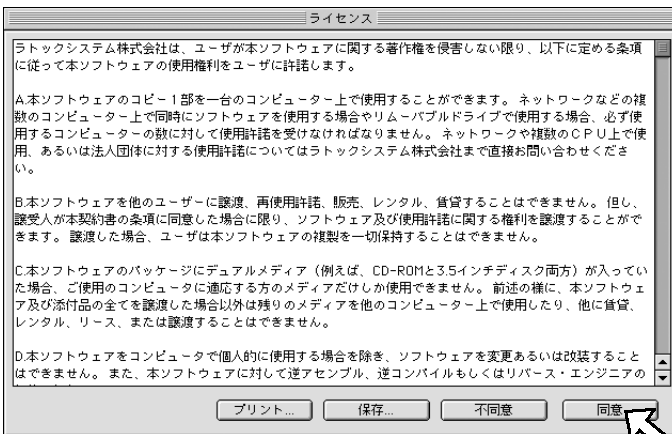 ライセンス
ラトックシステム株式会社は、ユーザが本ソフトウェアに関する著作権を侵害しない限り、以下に定める条項
に従って本ソフトウェアの使用権利をユーザに許諾します。
A.本ソフトウェアのコピー１部を一台のコンピューター上で使用することができます。 ネットワークなどの複
数のコンピューター上で同時にソフトウェアを使用する場合やリムーバブルドライブで使用する場合、必ず使
用するコンピューターの数に対して使用許諾を受けなければなりません。 ネットワークや複数のＣＰＵ上で使
用、あるいは法人団体に対する使用許諾についてはラトックシステム株式会社まで直接お問い合わせくださ
い。
B.本ソフトウェアを他のユーザーに譲渡、再使用許諾、販売、レンタル、賃貸することはできません。 但し、
譲受人が本契約書の条項に同意した場合に限り、ソフトウェア及び使用許諾に関する権利を譲渡することがで
きます。 譲渡した場合、ユーザは本ソフトウェアの複製を一切保持することはできません。
C.本ソフトウェアのパッケージにデュアルメディア（例えば、CD-ROMと3.5インチディスク両方）が入ってい
た場合、ご使用のコンピュータに適応する方のメディアだけしか使用できません。 前述の様に、本ソフトウェ
ア及び添付品の全てを譲渡した場合以外は残りのメディアを他のコンピューター上で使用したり、他に賃貸、
レンタル、リース、または譲渡することはできません。
D.本ソフトウェアをコンピュータで個人的に使用する場合を除き、ソフトウェアを変更あるいは改装すること
はできません。 また、本ソフトウェアに対して逆アセンブル、逆コンパイルもしくはリバース・エンジニアの
プリント... 保存... 不同意 同意